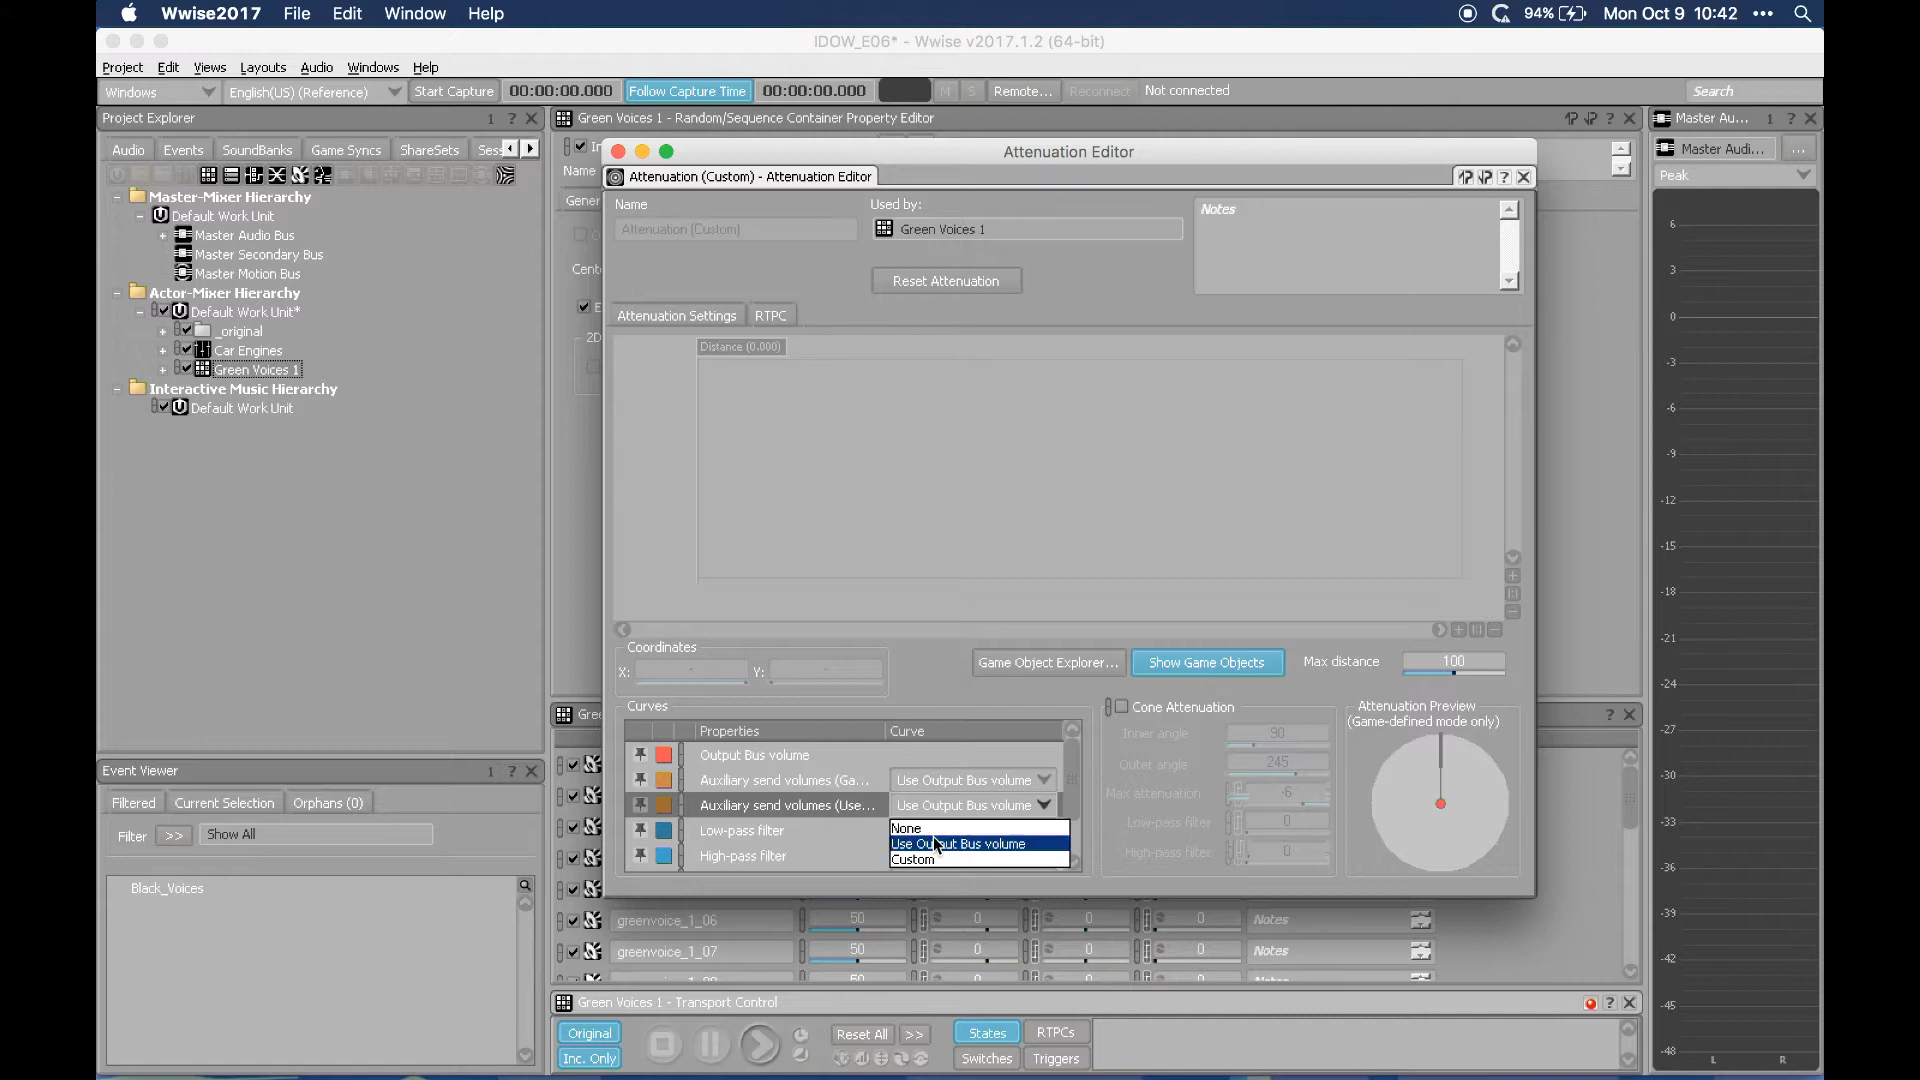 Wwise2017 File Edit Window Help 94% Mon Oct 9 10:42
IDOW_E06* - Wwise v2017.1.2 (64-bit)
Project Edit Views Layouts Audio Windows Help
Windows English(US) (Reference) Start Capture 00:00:00.000 Follow Capture Time 00:00:00.000 M S Remote... Reconnect Not connected Search
Project Explorer 1 ? Green Voices 1 - Random/Sequence Container Property Editor ? Master Au... 1 ?
Audio Events SoundBanks Game Syncs ShareSets Sess
Master Audi... ...
Peak
Name
Gener
Cente
E
2D
Master-Mixer Hierarchy
Default Work Unit
Master Audio Bus
Master Secondary Bus
Master Motion Bus
Actor-Mixer Hierarchy
Default Work Unit*
_original
Car Engines
Green Voices 1
Interactive Music Hierarchy
Default Work Unit
Attenuation Editor
Attenuation (Custom) - Attenuation Editor ?
Name Used by: Notes
Attenuation (Custom) Green Voices 1
Reset Attenuation
Attenuation Settings RTPC
Distance (0.000)
Coordinates
X: - Y: -
Game Object Explorer... Show Game Objects Max distance 100
Curves
Properties Curve
Output Bus volume
Auxiliary send volumes (Ga... Use Output Bus volume
Auxiliary send volumes (Use... Use Output Bus volume
Low-pass filter
High-pass filter
None
Use Output Bus volume
Custom
Cone Attenuation
Inner angle 90
Outer angle 245
Max attenuation -6
Low-pass filter 0
High-pass filter 0
Attenuation Preview
(Game-defined mode only)
Gree ?
greenvoice_1_06 50 0 0 0 Notes
greenvoice_1_07 50 0 0 0 Notes
Event Viewer 1 ?
Filtered Current Selection Orphans (0)
Filter >> Show All
Black_Voices
Green Voices 1 - Transport Control ?
Original Reset All >> States RTPCs
Inc. Only Switches Triggers
6
3
0
-3
-6
-9
-12
-15
-18
-21
-24
-27
-30
-33
-36
-39
-42
-45
-48
L R